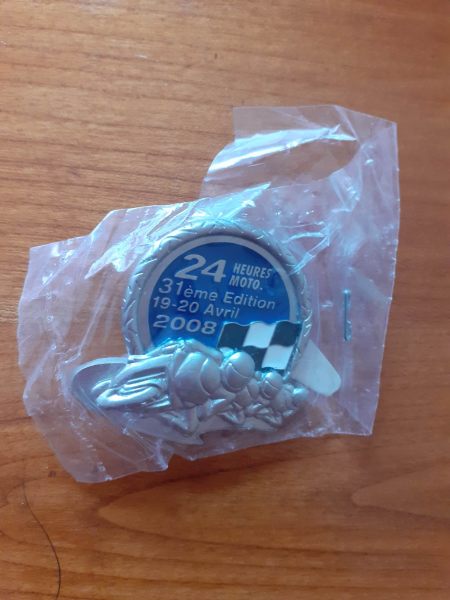 24 HEURES
MOTO.
31ème Edition
19-20 Avril
2008